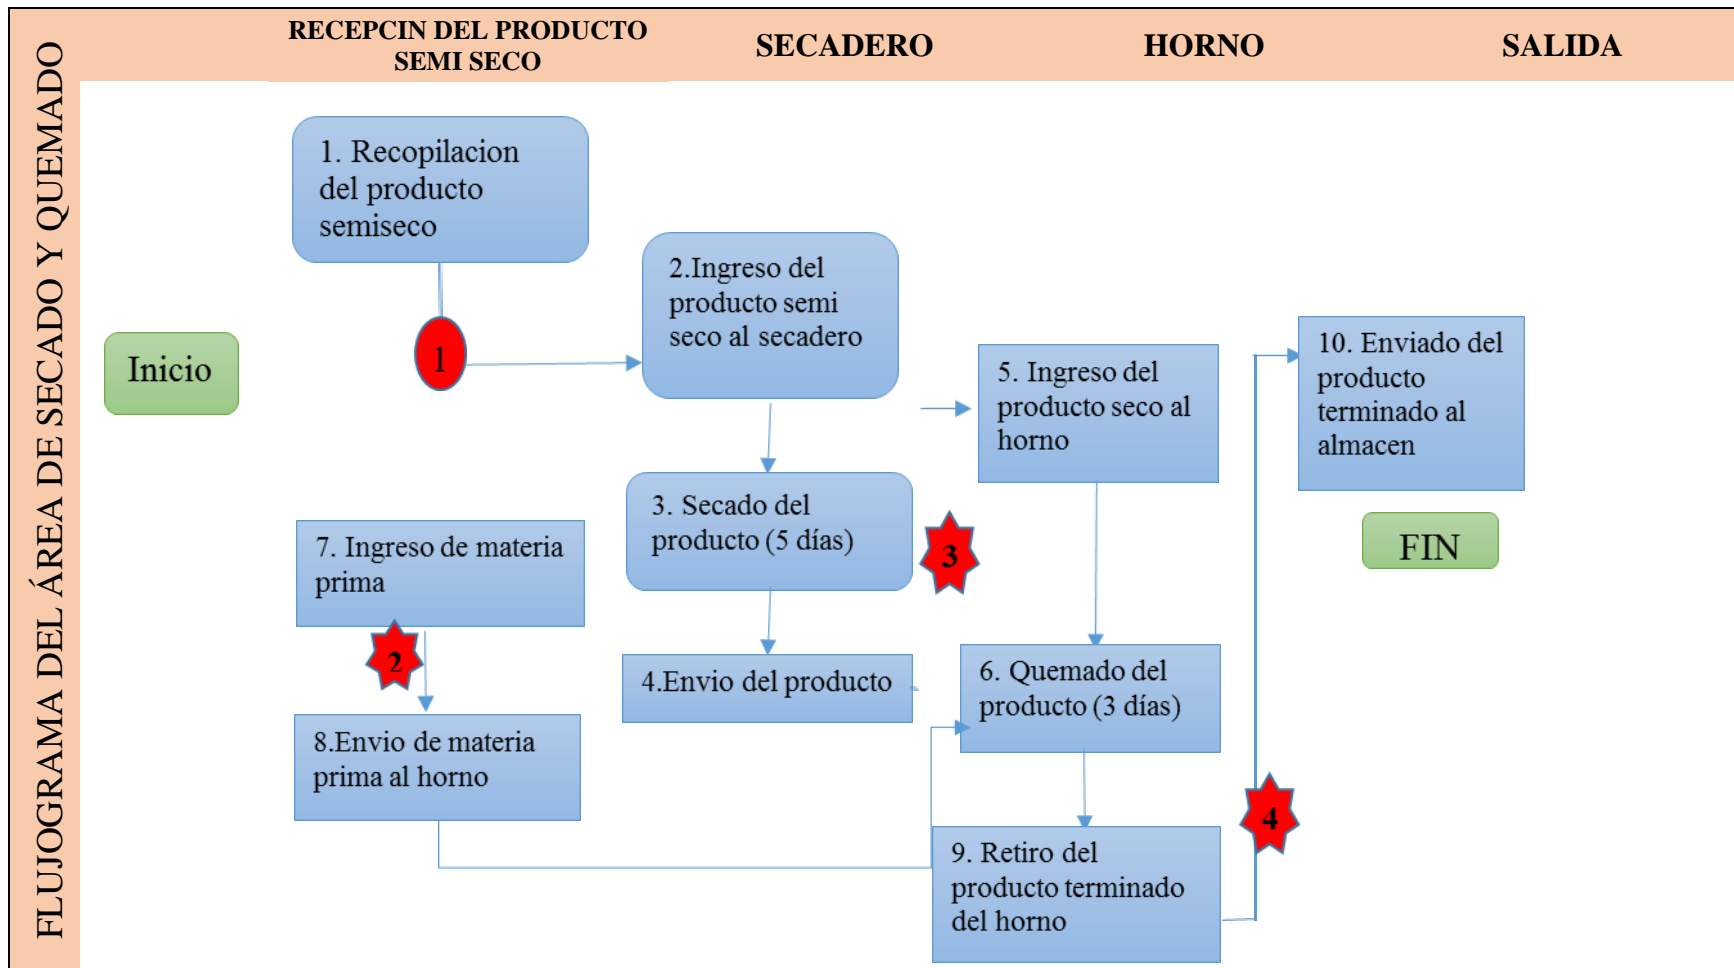 FLUJOGRAMA DEL ÁREA DE SECADO Y QUEMADO
RECEPCIN DEL PRODUCTO
SEMI SECO
SECADERO
HORNO
SALIDA
Inicio
1. Recopilacion
del producto
semiseco
1
2.Ingreso del
producto semi
seco al secadero
3. Secado del
producto (5 días)
3
4.Envio del producto
5. Ingreso del
producto seco al
horno
6. Quemado del
producto (3 días)
7. Ingreso de materia
prima
2
8.Envio de materia
prima al horno
9. Retiro del
producto terminado
del horno
4
10. Enviado del
producto
terminado al
almacen
FIN